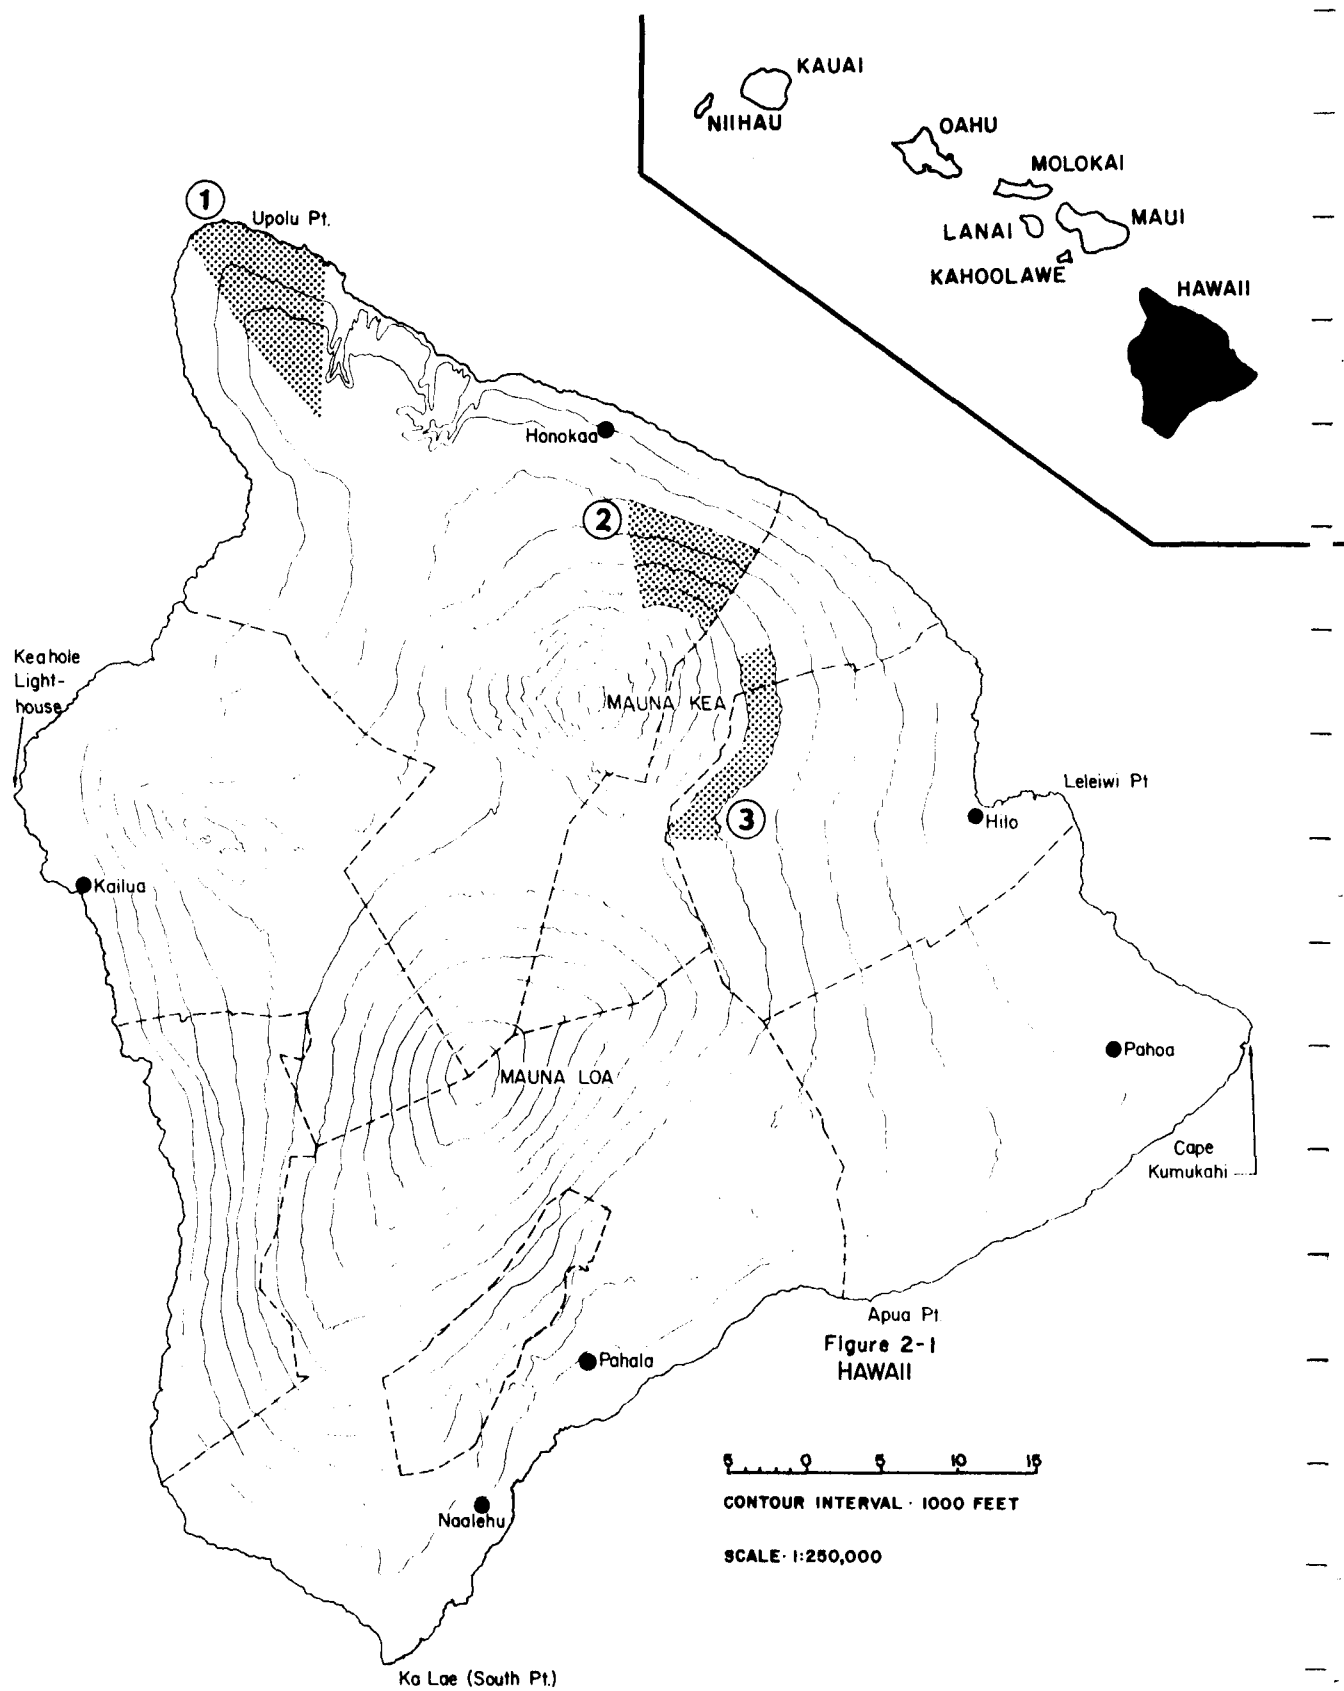 KAUAI
NIIHAU
OAHU
MOLOKAI
LANAI
MAUI
KAHOOLAWE
HAWAII
1
Upolu Pt.
Honokaa
2
Keahole
Light-
house
MAUNA KEA
Leleiwi Pt
3
Hilo
Kailua
Pahoa
MAUNA LOA
Cape
Kumukahi
Apua Pt.
Figure 2-1
HAWAII
Pahala
5 0 5 10 15
CONTOUR INTERVAL · 1000 FEET
Naalehu
SCALE· 1:250,000
Ka Lae (South Pt.)